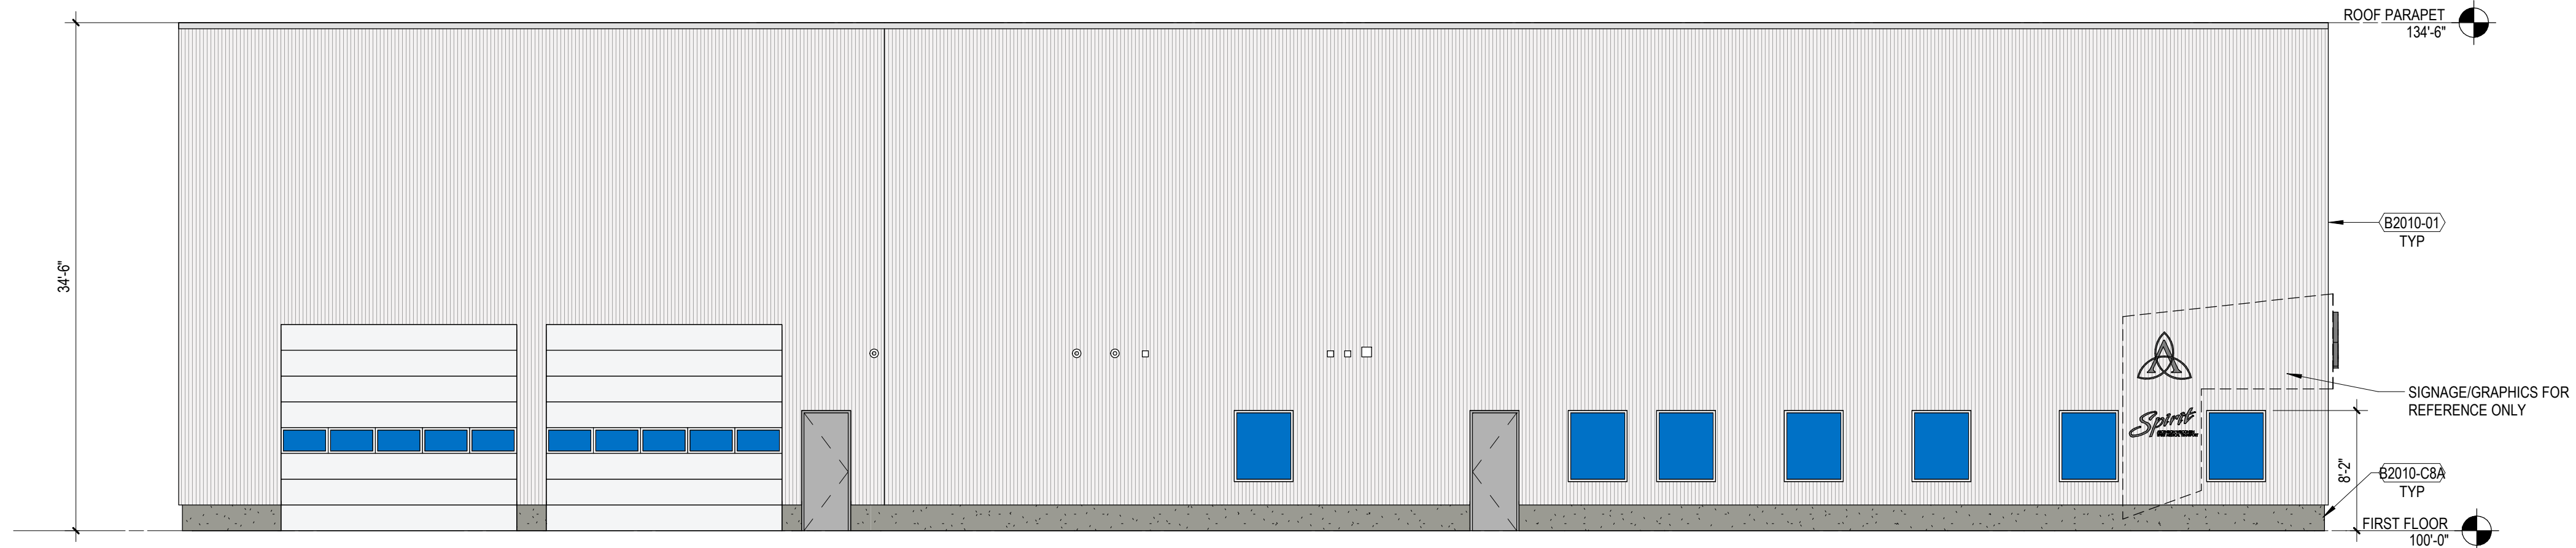 ROOF PARAPET
134'-6"
34'-6"
B2010-01
TYP
SIGNAGE/GRAPHICS FOR
REFERENCE ONLY
Spirit
8'-2"
B2010-C8A
TYP
FIRST FLOOR
100'-0"